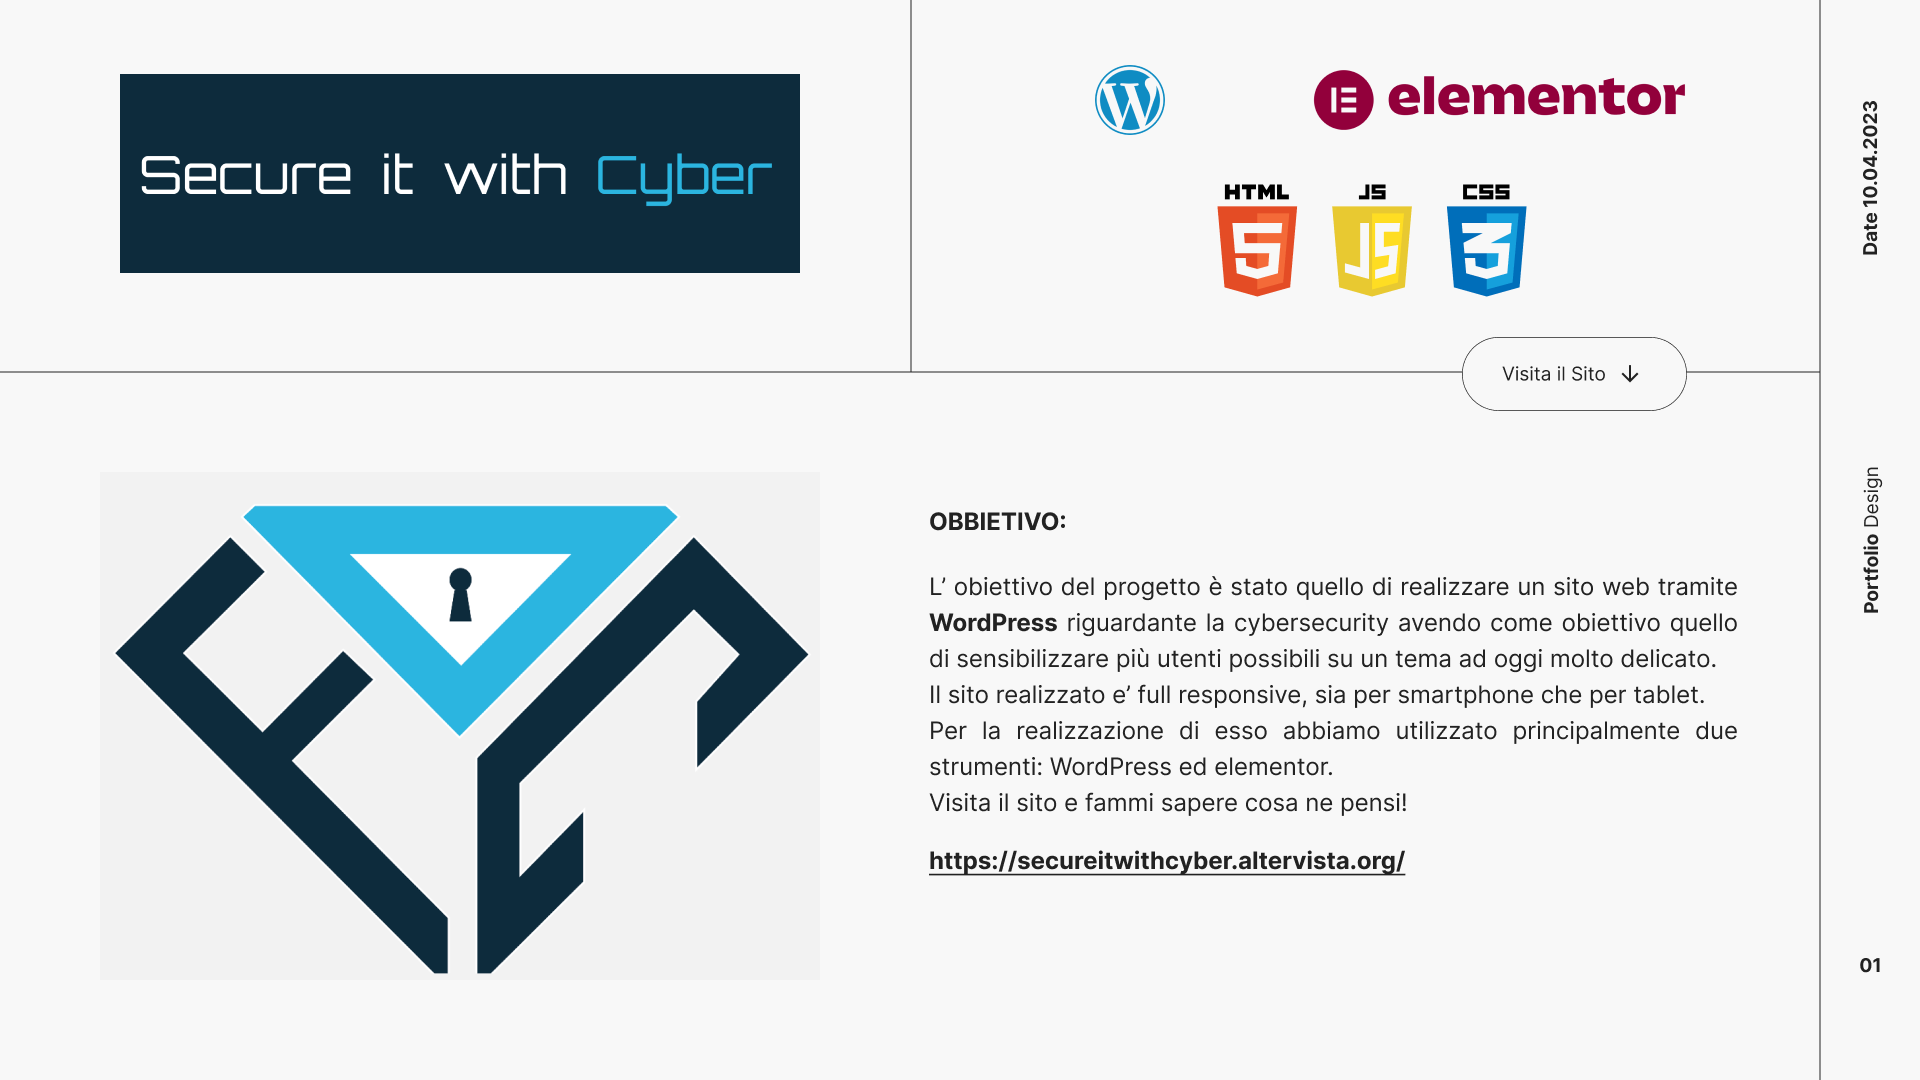 Secure it with Cyber
elementor
HTML JS CSS
5 JS 3
Visita il Sito
Date 10.04.2023
OBBIETIVO:
L’ obiettivo del progetto è stato quello di realizzare un sito web tramite
WordPress riguardante la cybersecurity avendo come obiettivo quello
di sensibilizzare più utenti possibili su un tema ad oggi molto delicato.
Il sito realizzato e’ full responsive, sia per smartphone che per tablet.
Per la realizzazione di esso abbiamo utilizzato principalmente due
strumenti: WordPress ed elementor.
Visita il sito e fammi sapere cosa ne pensi!
https://secureitwithcyber.altervista.org/
Portfolio Design
01